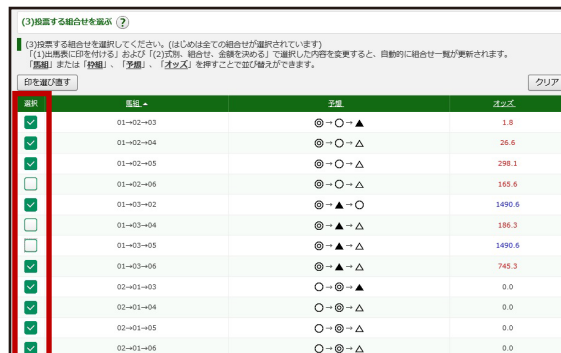 (3)投票する組合せを選ぶ ?
(3)投票する組合せを選択してください。(はじめは全ての組合せが選択されています)
「(1)出馬表に印を付ける」および「(2)式別、組合せ、金額を決める」で選択した内容を変更すると、自動的に組合せ一覧が更新されます。
「馬組」または「枠組」、「予想」、「オッズ」を押すことで並び替えができます。
印を選び直す クリア
選択 馬組▲ 予想 オッズ
01→02→03 ◎→○→▲ 1.8
01→02→04 ◎→○→△ 26.6
01→02→05 ◎→○→△ 298.1
01→02→06 ◎→○→△ 165.6
01→03→02 ◎→▲→○ 1490.6
01→03→04 ◎→▲→△ 186.3
01→03→05 ◎→▲→△ 1490.6
01→03→06 ◎→▲→△ 745.3
02→01→03 ○→◎→▲ 0.0
02→01→04 ○→◎→△ 0.0
02→01→05 ○→◎→△ 0.0
02→01→06 ○→◎→△ 0.0